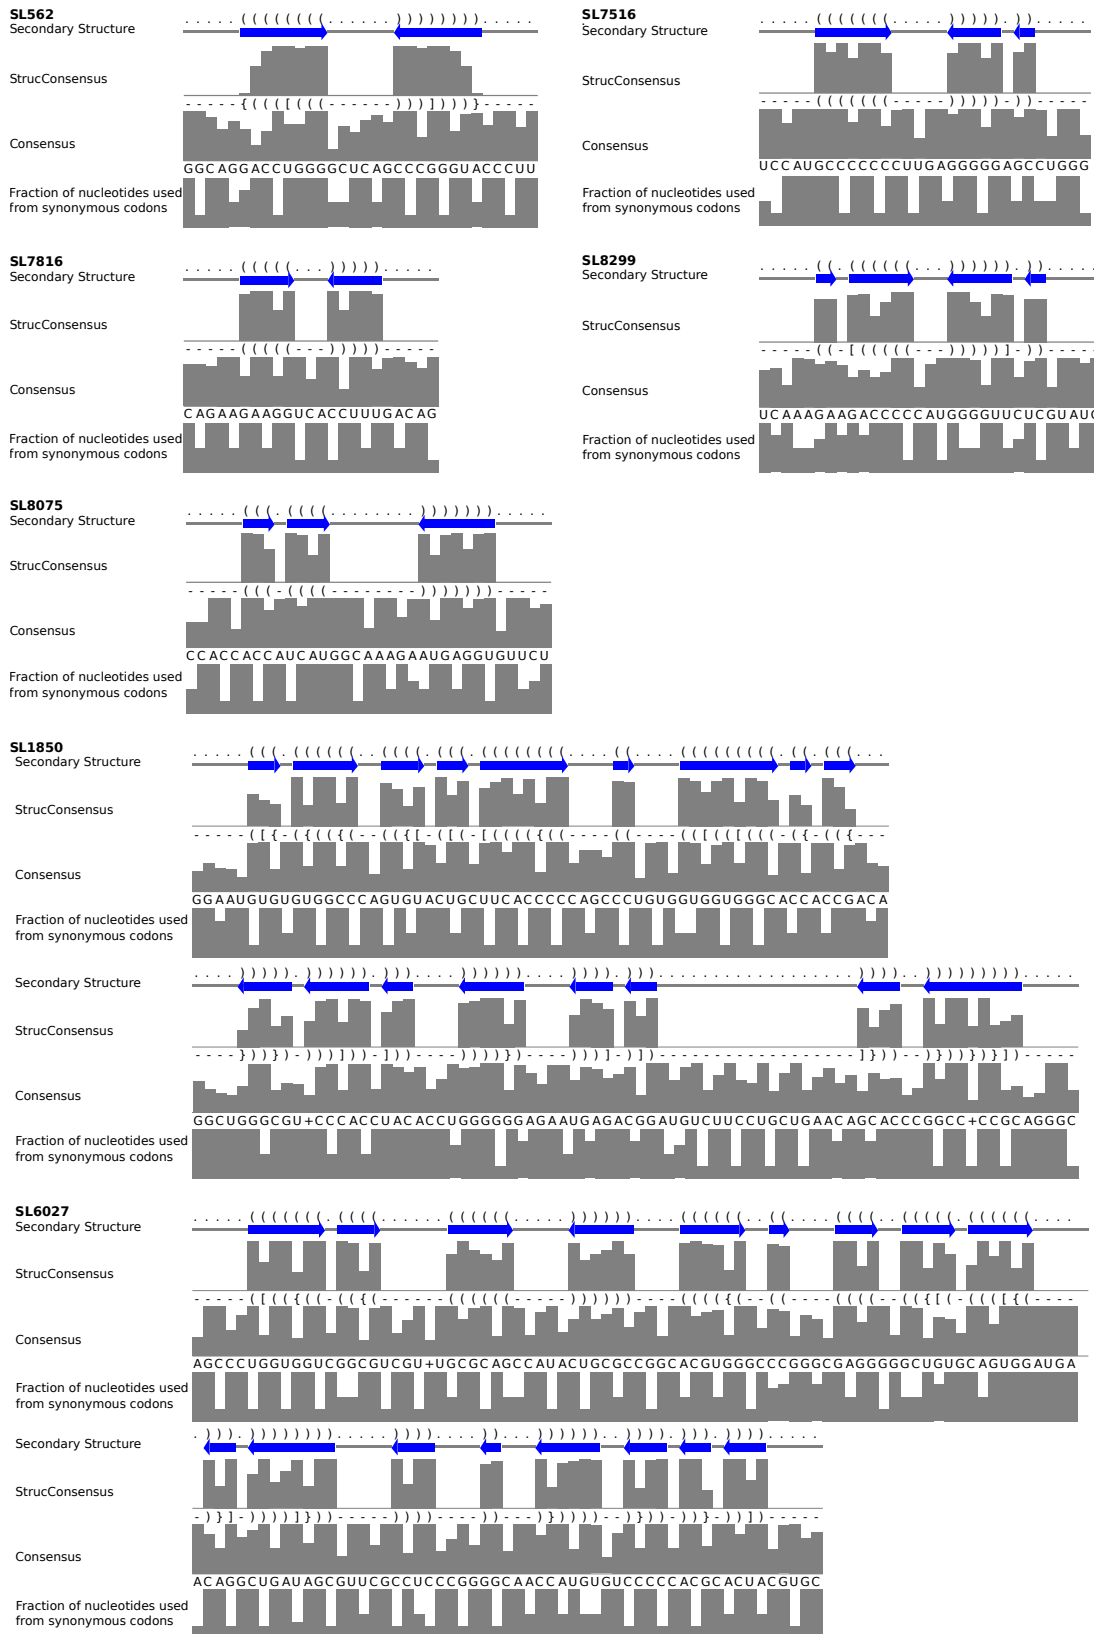 SL562
Secondary Structure
. . . . . ( ( ( ( ( ( ( ( . . . . . . ) ) ) ) ) ) ) ) . . . . .
StrucConsensus
- - - - - { ( ( ( [ ( ( ( - - - - - - ) ) ) ] ) ) ) } - - - - -
Consensus
GGCAGGACCUGGGGCUCAGCCCGGGUACCCUU
Fraction of nucleotides used
from synonymous codons
SL7516
Secondary Structure
. . . . . ( ( ( ( ( ( ( . . . . . ) ) ) ) ) . ) ) . . . . .
StrucConsensus
- - - - - ( ( ( ( ( ( ( - - - - - ) ) ) ) ) - ) ) - - - - -
Consensus
UCCAUGCCCCCCCUUGAGGGGGAGCCUGGG
Fraction of nucleotides used
from synonymous codons
SL7816
Secondary Structure
. . . . . ( ( ( ( ( . . . ) ) ) ) ) . . . . .
StrucConsensus
- - - - - ( ( ( ( ( - - - ) ) ) ) ) - - - - -
Consensus
CAGAAGAAGGUCACCUUUGACAG
Fraction of nucleotides used
from synonymous codons
SL8299
Secondary Structure
. . . . . ( ( . ( ( ( ( ( ( . . . ) ) ) ) ) ) . ) ) . . . . .
StrucConsensus
- - - - - ( ( - [ ( ( ( ( ( - - - ) ) ) ) ) ] - ) ) - - - - -
Consensus
UCAAAGAAGACCCCCAUGGGGUUCUCGUAUG
Fraction of nucleotides used
from synonymous codons
SL8075
Secondary Structure
. . . . . ( ( ( . ( ( ( ( . . . . . . . . ) ) ) ) ) ) ) . . . . .
StrucConsensus
- - - - - ( ( ( - ( ( ( ( - - - - - - - - ) ) ) ) ) ) ) - - - - -
Consensus
CCACCACCAUCAUGGCAAAGAAUGAGGUGUUCU
Fraction of nucleotides used
from synonymous codons
SL1850
Secondary Structure
. . . . . ( ( ( . ( ( ( ( ( ( . . ( ( ( ( . ( ( ( . ( ( ( ( ( ( ( ( . . . . ( ( . . . . ( ( ( ( ( ( ( ( ( . ( ( . ( ( ( . . .
StrucConsensus
- - - - - ( [ { - ( { ( ( { ( - - ( ( { [ - ( [ ( - [ ( ( ( ( { ( ( - - - - ( ( - - - - ( ( [ ( ( [ ( ( ( - ( { - ( ( { - - -
Consensus
GGAAUGUGUGUGGCCCAGUGUACUGCUUCACCCCCAGCCCUGUGGUGGUGGGCACCACCGACA
Fraction of nucleotides used
from synonymous codons
Secondary Structure
. . . . ) ) ) ) ) . ) ) ) ) ) ) . ) ) ) . . . . ) ) ) ) ) ) . . . . ) ) ) ) . ) ) ) . . . . . . . . . . . . . . . . . . ) ) ) ) . . ) ) ) ) ) ) ) ) ) . . . . .
StrucConsensus
- - - - } ) ) } ) - ) ) ) ] ) ) - ] ) ) - - - - ) ) ) ) } ) - - - - ) ) ) ] - ) ] ) - - - - - - - - - - - - - - - - - - ] } ) ) - - ) } ) ) } ) } ] ) - - - - -
Consensus
GGCUGGGCGU+CCCACCUACACCUGGGGGGAGAAUGAGACGGAUGUCUUCCUGCUGAACAGCACCCGGCC+CCGCAGGGC
Fraction of nucleotides used
from synonymous codons
SL6027
Secondary Structure
. . . . . ( ( ( ( ( ( ( . ( ( ( ( . . . . . . ( ( ( ( ( ( . . . . . ) ) ) ) ) ) . . . . ( ( ( ( ( ( . . ( ( . . . . ( ( ( ( . . ( ( ( ( ( . ( ( ( ( ( ( . . . .
StrucConsensus
- - - - - ( [ ( ( { ( ( - ( ( { ( - - - - - - ( ( ( ( ( ( - - - - - ) ) ) ) ) ) - - - - ( ( ( ( { ( - - ( ( - - - - ( ( ( ( - - ( ( { [ ( - ( ( ( [ { ( - - - -
Consensus
AGCCCUGGUGGUCGGCGUCGU+UGCGCAGCCAUACUGCGCCGGCACGUGGGCCCGGGCGAGGGGGCUGUGCAGUGGAUGA
Fraction of nucleotides used
from synonymous codons
Secondary Structure
. ) ) ) . ) ) ) ) ) ) ) ) . . . . . ) ) ) ) . . . . ) ) . . . ) ) ) ) ) ) . . ) ) ) ) . ) ) ) . ) ) ) ) . . . . .
StrucConsensus
- ) } ] - ) ) ) ) ] } ) ) - - - - - ) ) ) ) - - - - ) ) - - - ) } ) ) ) ) - - ) } ) ) - ) ) } - ) ) ] ) - - - - -
Consensus
ACAGGCUGAUAGCGUUCGCCUCCCGGGGCAACCAUGUGUCCCCCACGCACUACGUGC
Fraction of nucleotides used
from synonymous codons